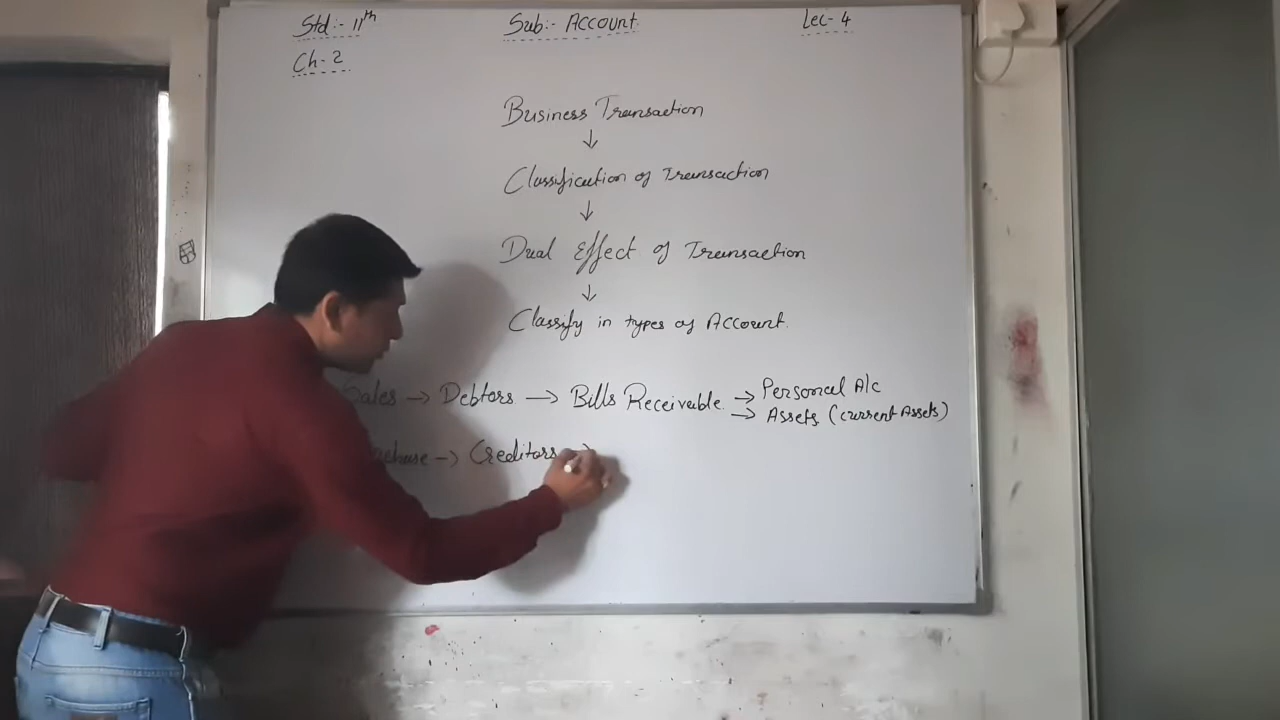 Std:- 11th Sub:- Account Lec- 4
Ch- 2
Business Transaction
↓
Classification of Transaction
↓
Dual Effect of Transaction
↓
Classify in types of Account.
Sales → Debtors → Bills Receivable → Personal A/c
→ Assets (current Assets)
→ Creditors →